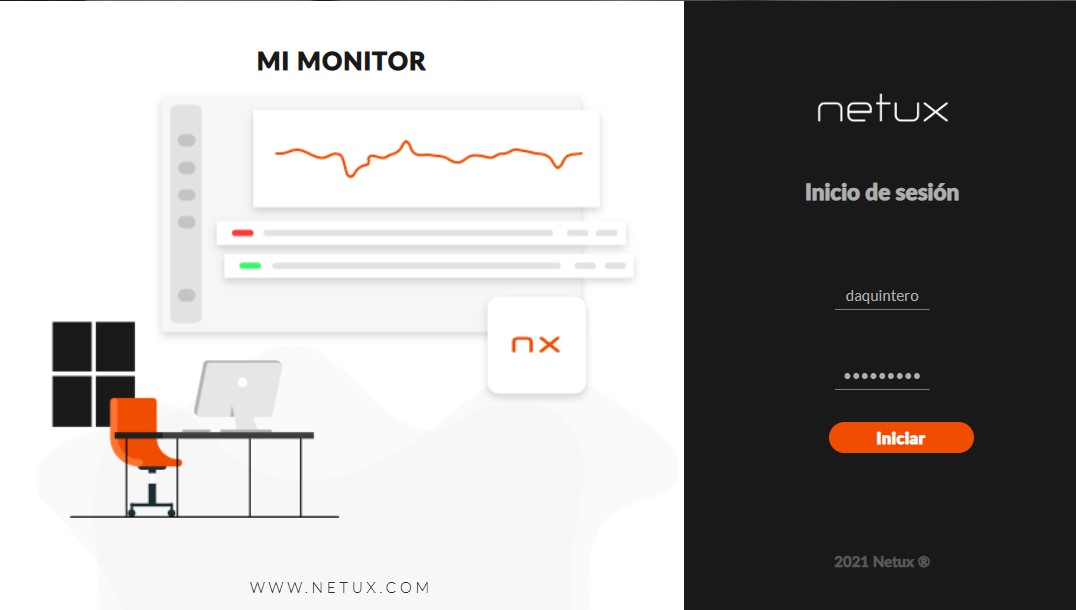 MI MONITOR
nx
WWW.NETUX.COM
netux
Inicio de sesión
daquintero
•••••••••
Iniciar
2021 Netux ®